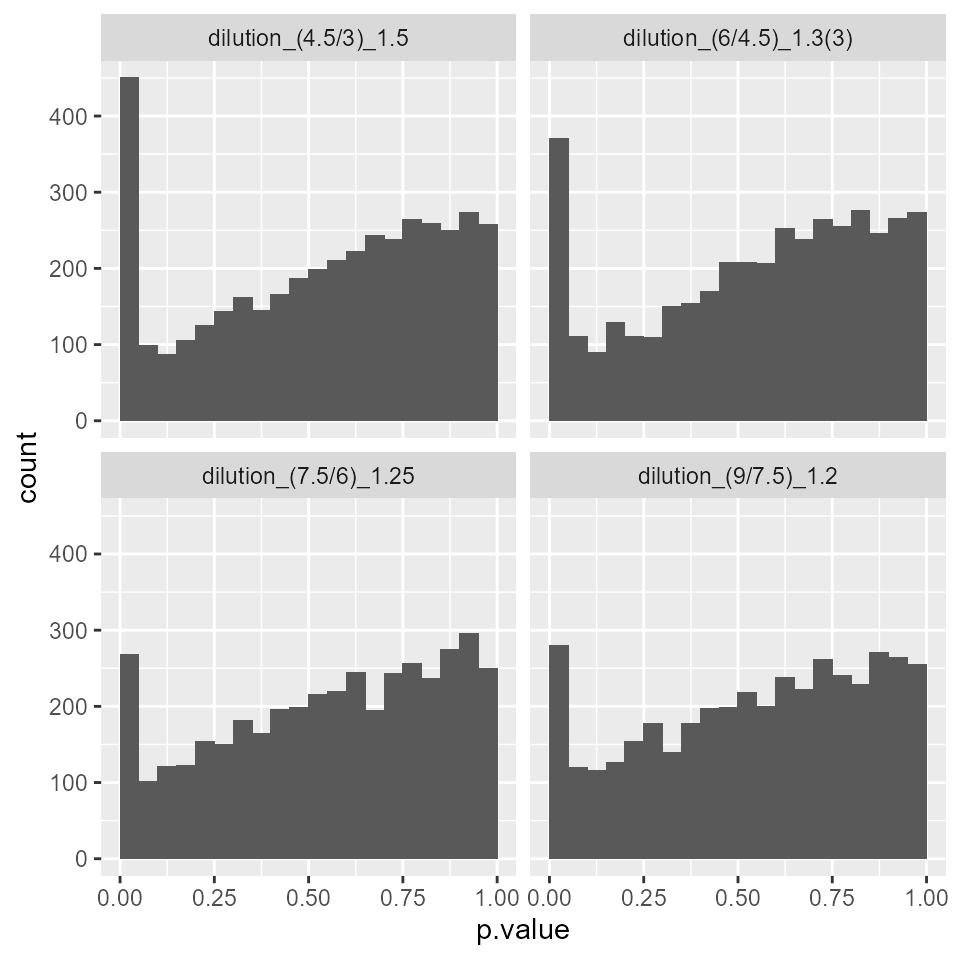 dilution_(4.5/3)_1.5
dilution_(6/4.5)_1.3(3)
400
300
200
100
0
dilution_(7.5/6)_1.25
dilution_(9/7.5)_1.2
400
300
200
100
0
count
0.00 0.25 0.50 0.75 1.00
0.00 0.25 0.50 0.75 1.00
p.value